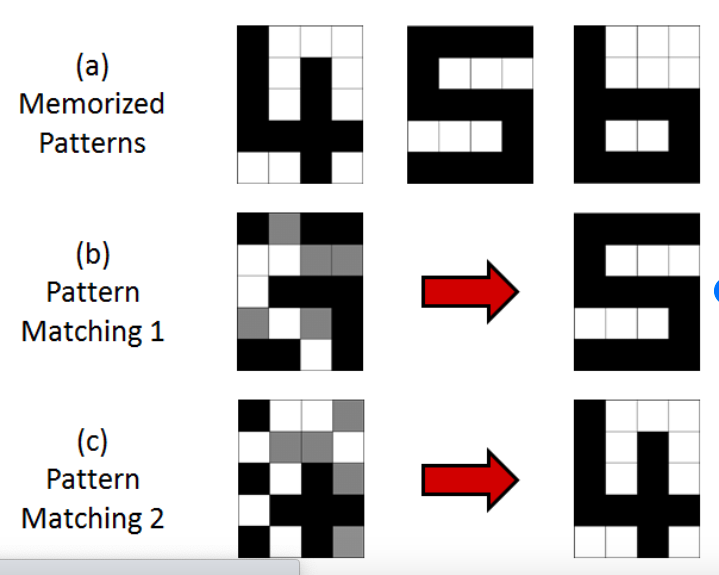 (a)
Memorized
Patterns
(b)
Pattern
Matching 1
(c)
Pattern
Matching 2